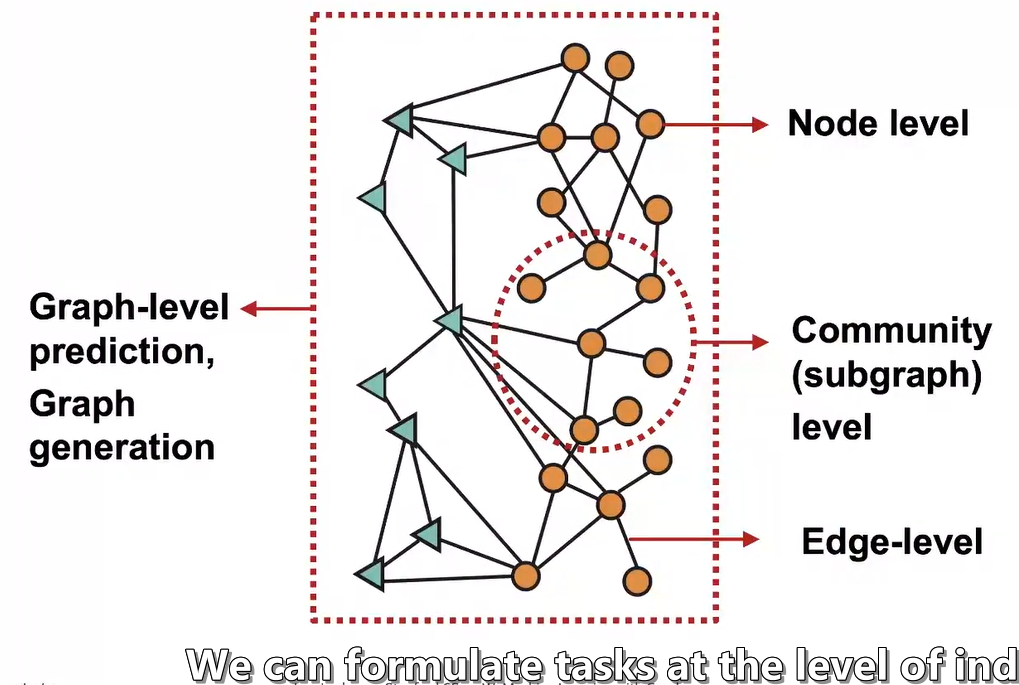 Node level
Graph-level
prediction,
Graph
generation
Community
(subgraph)
level
Edge-level
We can formulate tasks at the level of ind